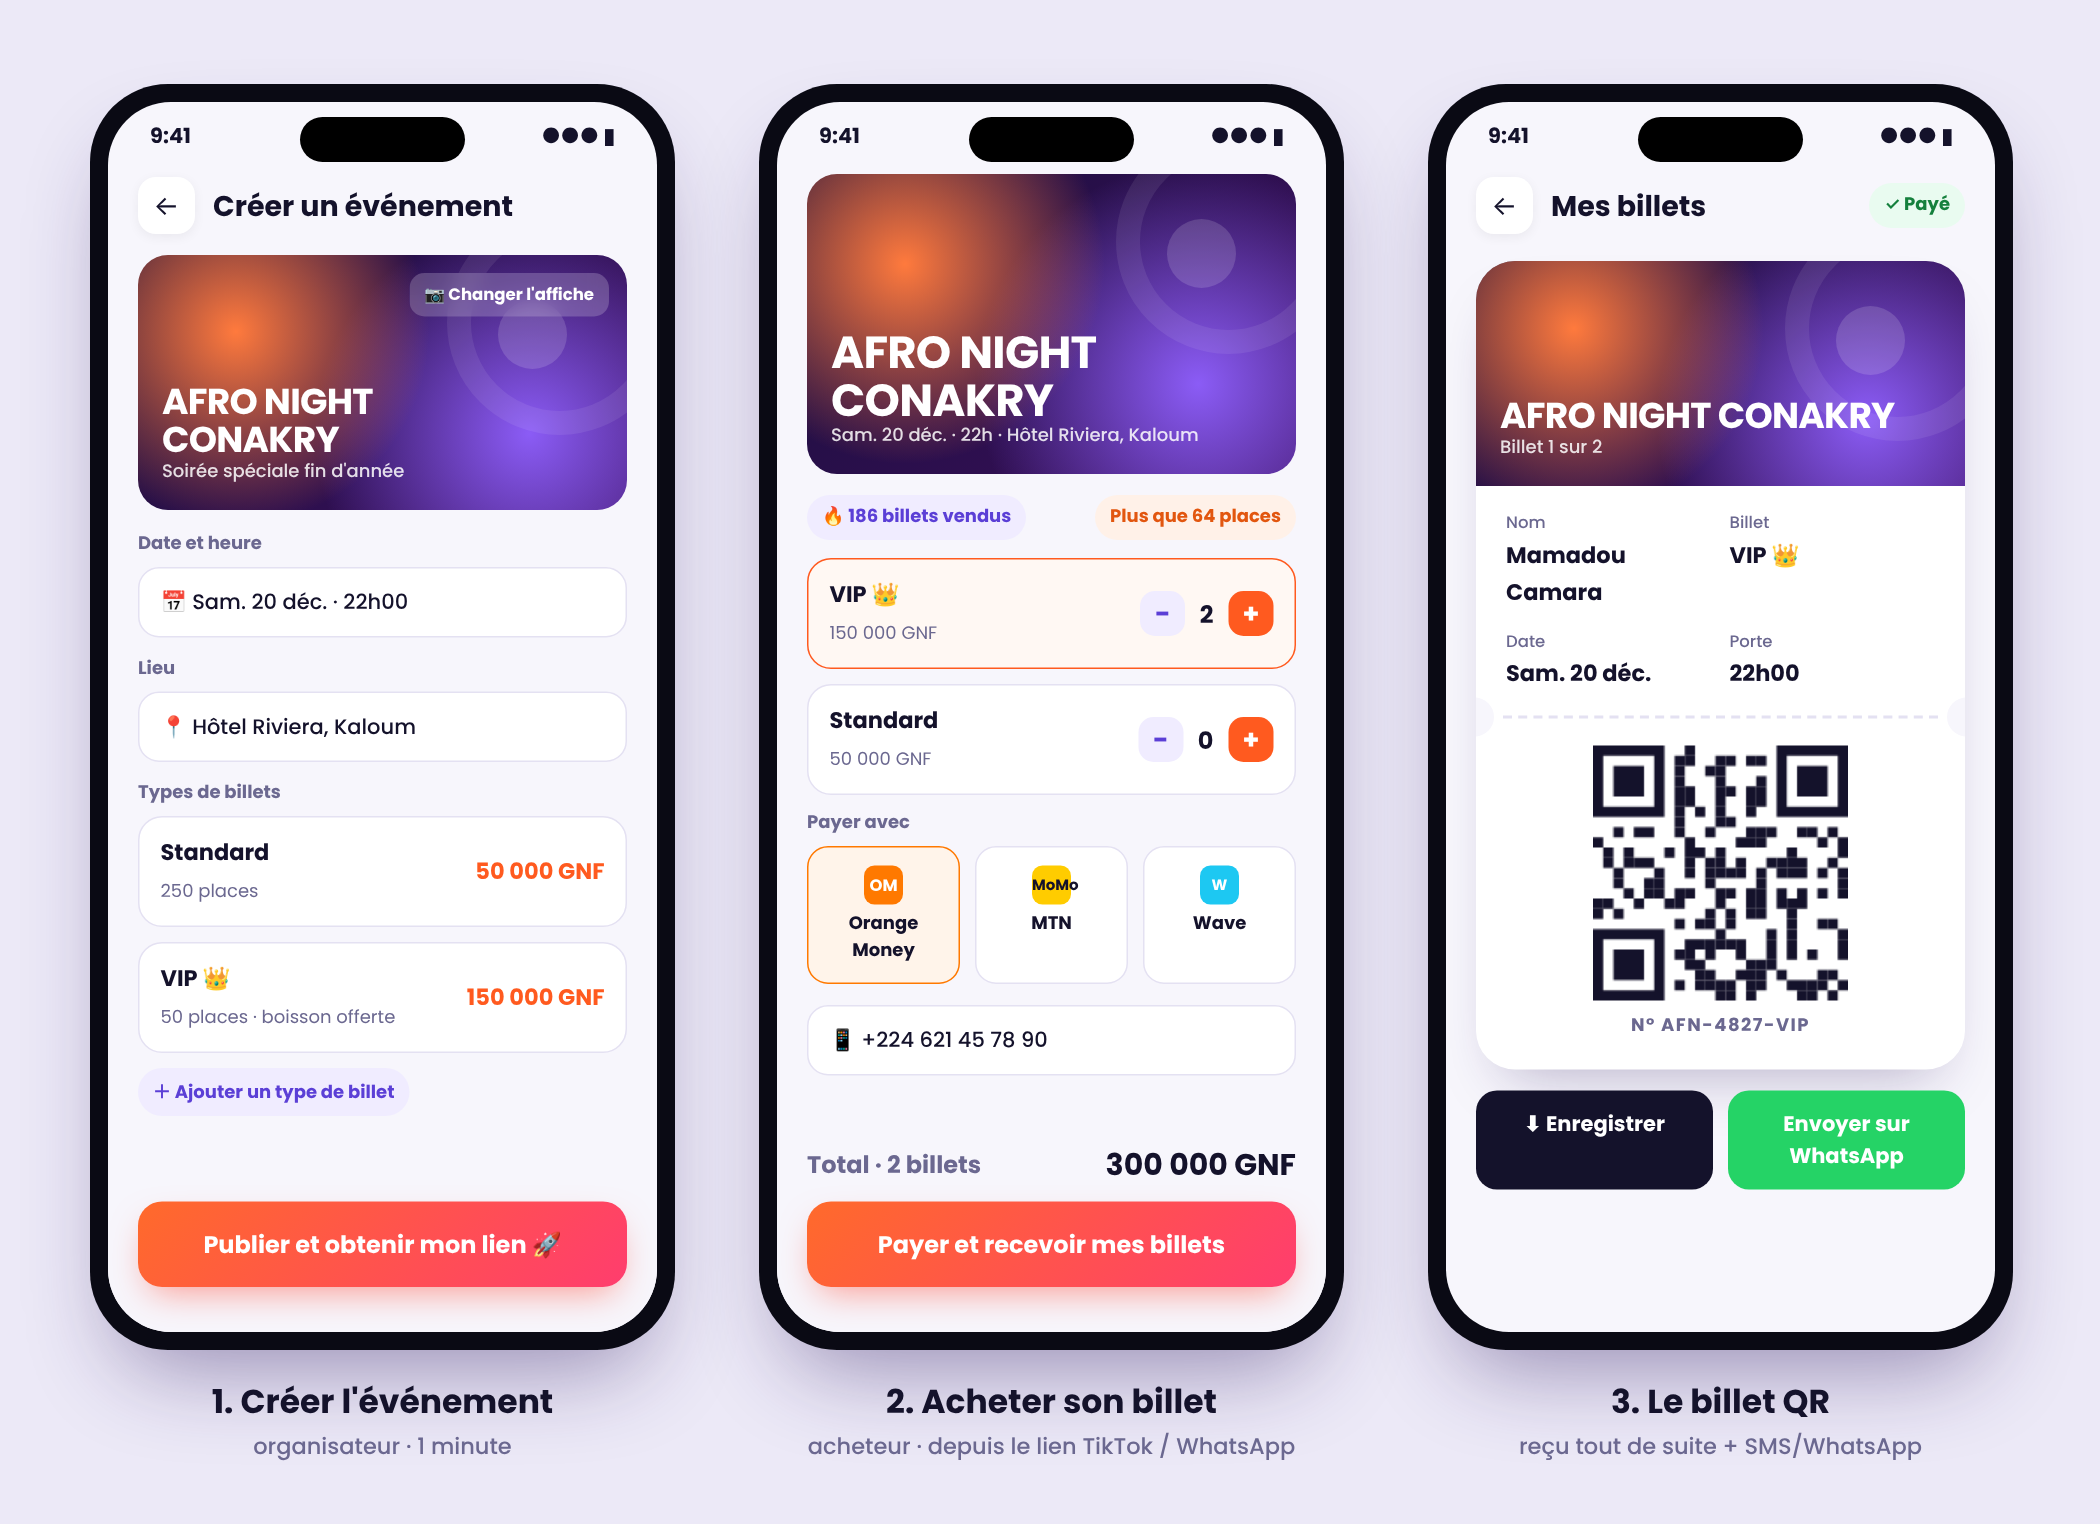 9:41
Créer un événement
📷 Changer l'affiche
AFRO NIGHT
CONAKRY
Soirée spéciale fin d'année
Date et heure
📅 Sam. 20 déc. · 22h00
Lieu
📍 Hôtel Riviera, Kaloum
Types de billets
Standard
250 places
50 000 GNF
VIP 👑
50 places · boisson offerte
150 000 GNF
+ Ajouter un type de billet
Publier et obtenir mon lien 🚀
1. Créer l'événement
organisateur · 1 minute
9:41
AFRO NIGHT
CONAKRY
Sam. 20 déc. · 22h · Hôtel Riviera, Kaloum
🔥 186 billets vendus
Plus que 64 places
VIP 👑
150 000 GNF
− 2 +
Standard
50 000 GNF
− 0 +
Payer avec
OM
Orange
Money
MoMo
MTN
W
Wave
📱 +224 621 45 78 90
Total · 2 billets
300 000 GNF
Payer et recevoir mes billets
2. Acheter son billet
acheteur · depuis le lien TikTok / WhatsApp
9:41
Mes billets
✓ Payé
AFRO NIGHT CONAKRY
Billet 1 sur 2
Nom
Mamadou
Camara
Billet
VIP 👑
Date
Sam. 20 déc.
Porte
22h00
N° AFN-4827-VIP
⬇ Enregistrer
Envoyer sur
WhatsApp
3. Le billet QR
reçu tout de suite + SMS/WhatsApp